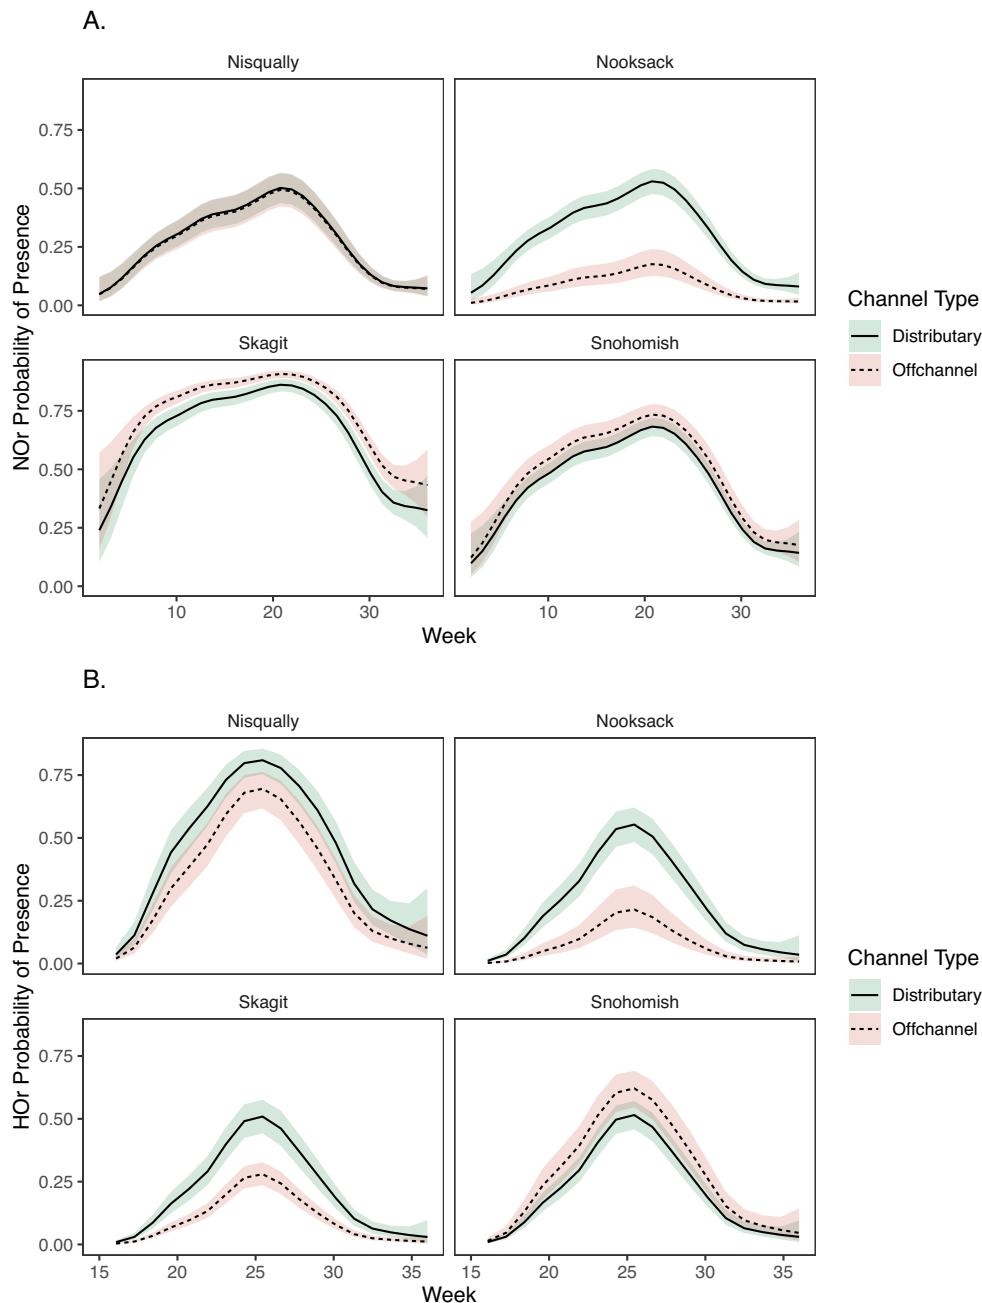 A.
Nisqually
Nooksack
0.75
0.50
0.25
0.00
Skagit
Snohomish
0.75
0.50
0.25
0.00
10
20
30
10
20
30
Week
NOr Probability of Presence
Channel Type
Distributary
Offchannel
B.
Nisqually
Nooksack
0.75
0.50
0.25
0.00
Skagit
Snohomish
0.75
0.50
0.25
0.00
15
20
25
30
35
15
20
25
30
35
Week
HOr Probability of Presence
Channel Type
Distributary
Offchannel